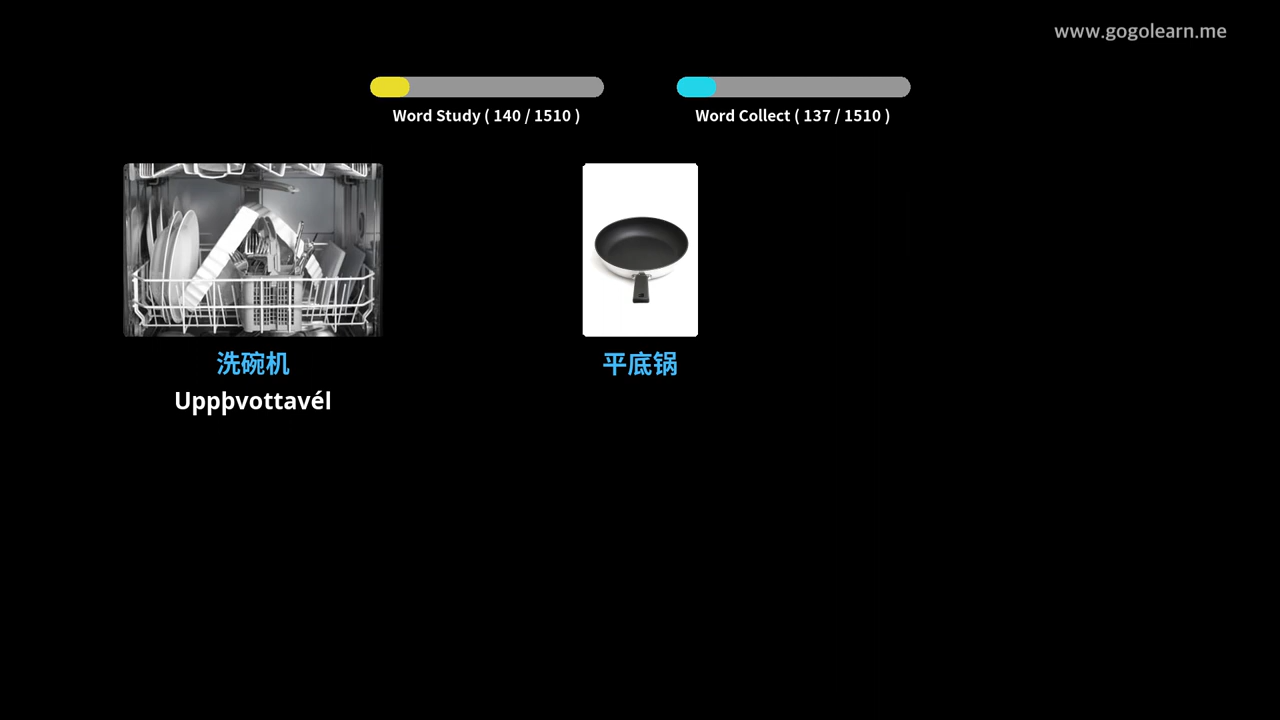 www.gogolearn.me
Word Study ( 140 / 1510 )
Word Collect ( 137 / 1510 )
洗碗机
Uppþvottavél
平底锅